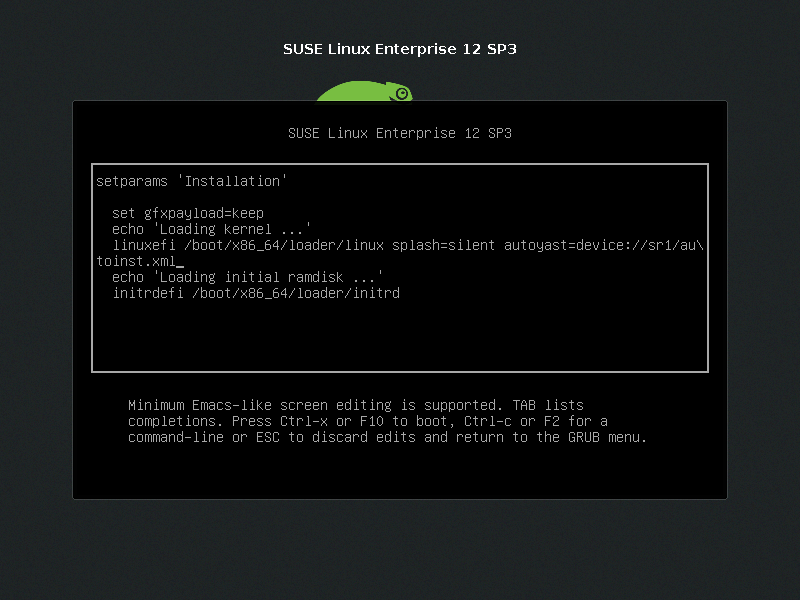 SUSE Linux Enterprise 12 SP3
SUSE Linux Enterprise 12 SP3
setparams 'Installation'
set gfxpayload=keep
echo 'Loading kernel ...'
linuxefi /boot/x86_64/loader/linux splash=silent autoyast=device://sr1/au\
toinst.xml_
echo 'Loading initial ramdisk ...'
initrdefi /boot/x86_64/loader/initrd
Minimum Emacs-like screen editing is supported. TAB lists
completions. Press Ctrl-x or F10 to boot, Ctrl-c or F2 for a
command-line or ESC to discard edits and return to the GRUB menu.